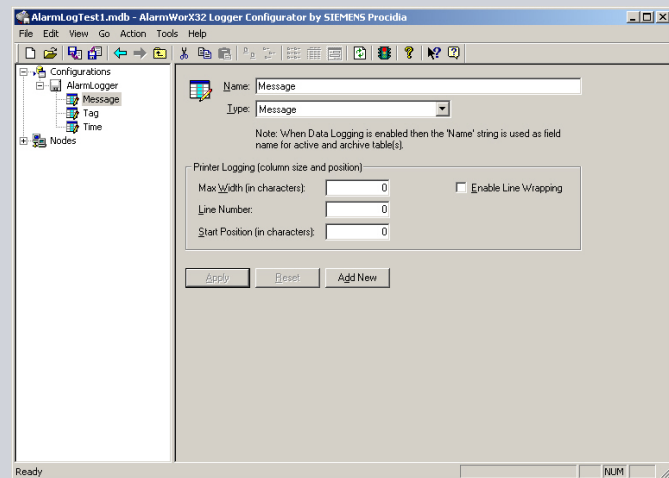 AlarmLogTest1.mdb - AlarmWorX32 Logger Configurator by SIEMENS Procidia
File Edit View Go Action Tools Help
Configurations
AlarmLogger
Message
Tag
Time
Nodes
Name: Message
Type: Message
Note: When Data Logging is enabled then the 'Name' string is used as field
name for active and archive table(s).
Printer Logging (column size and position)
Max Width (in characters): 0
Enable Line Wrapping
Line Number: 0
Start Position (in characters): 0
Apply Reset Add New
Ready NUM